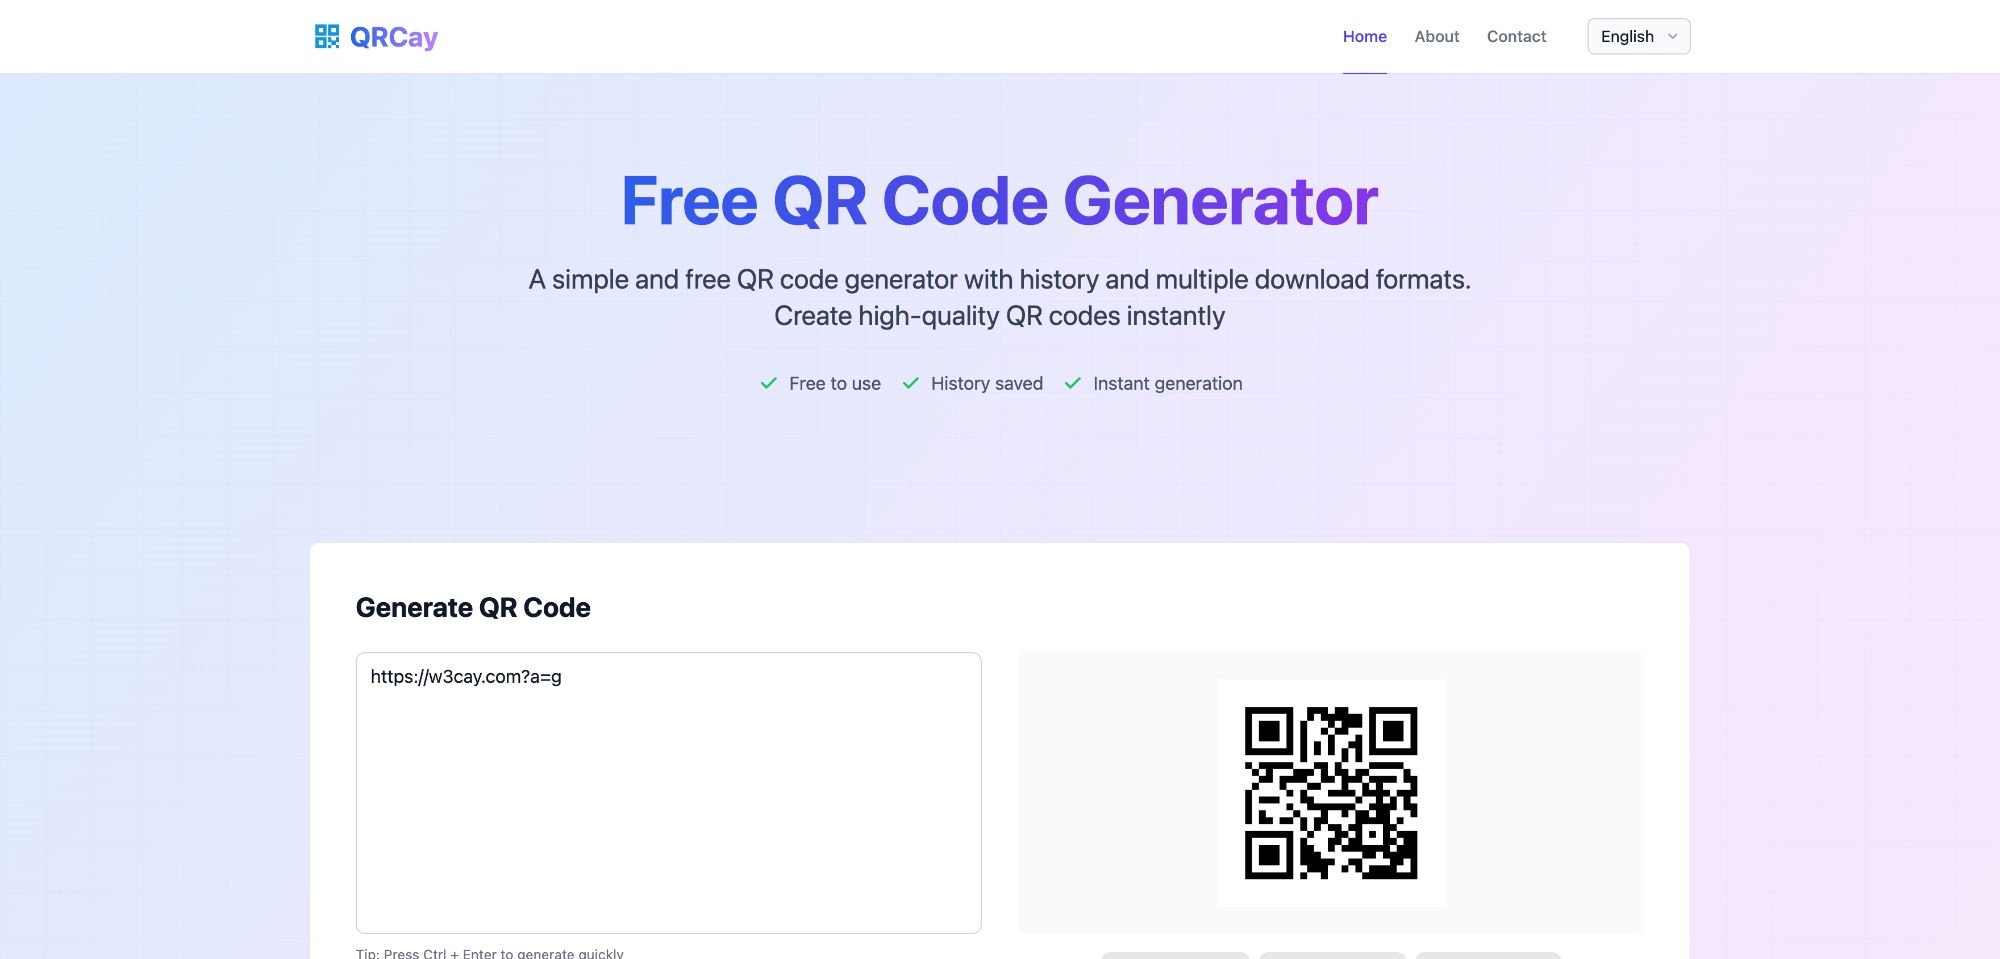 QRCay
Home About Contact English
Free QR Code Generator
A simple and free QR code generator with history and multiple download formats.
Create high-quality QR codes instantly
Free to use History saved Instant generation
Generate QR Code
https://w3cay.com?a=g
Tip: Press Ctrl + Enter to generate quickly